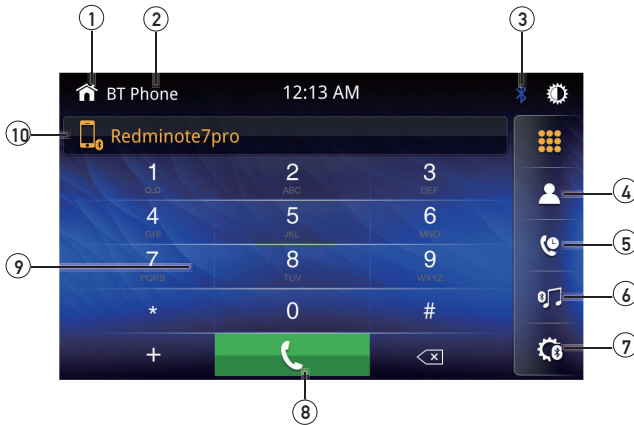 1 2 3
BT Phone 12:13 AM
10 Redminote7pro
1 2 3
Q.D ABC DEF
4
4 5 6
GHI JKL MNO
5
7 8 9
PQRS TUV WXYZ
9
6
* 0 #
+
7
8